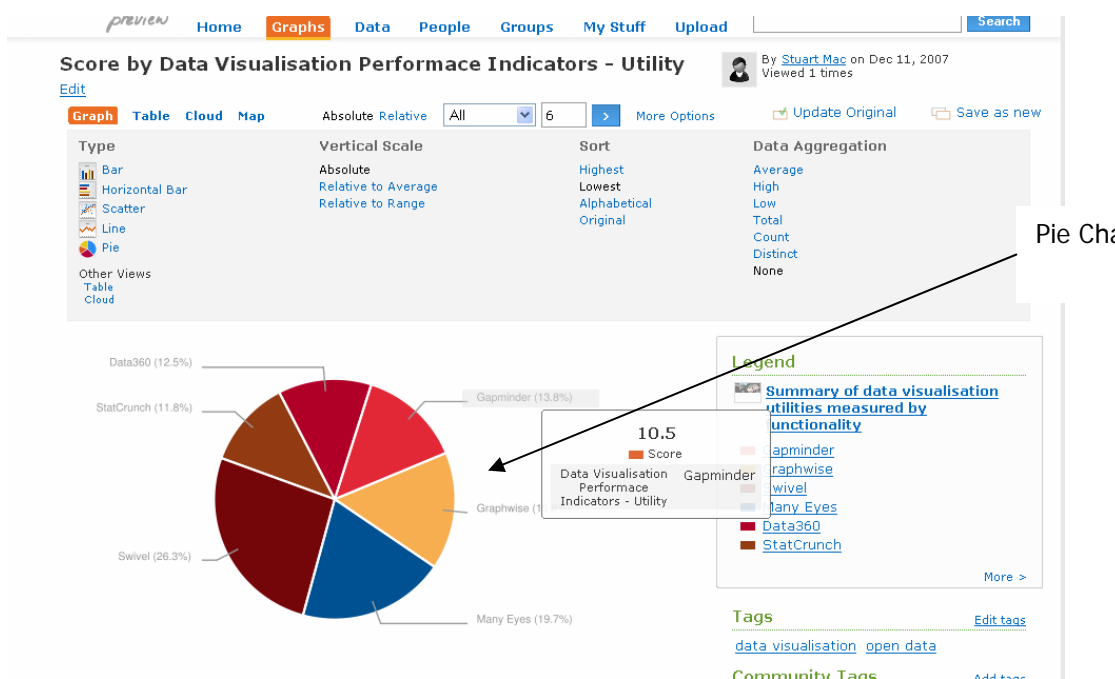 preview Home Graphs Data People Groups My Stuff Upload Search
Score by Data Visualisation Performace Indicators - Utility
Edit
By Stuart Mac on Dec 11, 2007
Viewed 1 times
Graph Table Cloud Map Absolute Relative All 6 > More Options Update Original Save as new
Type
Bar
Horizontal Bar
Scatter
Line
Pie
Other Views
Table
Cloud
Vertical Scale
Absolute
Relative to Average
Relative to Range
Sort
Highest
Lowest
Alphabetical
Original
Data Aggregation
Average
High
Low
Total
Count
Distinct
None
Pie Cha
Data360 (12.5%)
StatCrunch (11.8%)
Swivel (26.3%)
Gapminder (13.8%)
Graphwise (1
Many Eyes (19.7%)
10.5
Score
Data Visualisation
Performace
Indicators - Utility
Gapminder
Legend
Summary of data visualisation
utilities measured by
functionality
Gapminder
Graphwise
Swivel
Many Eyes
Data360
StatCrunch
More >
Tags Edit tags
data visualisation open data
Community Tags Add tags